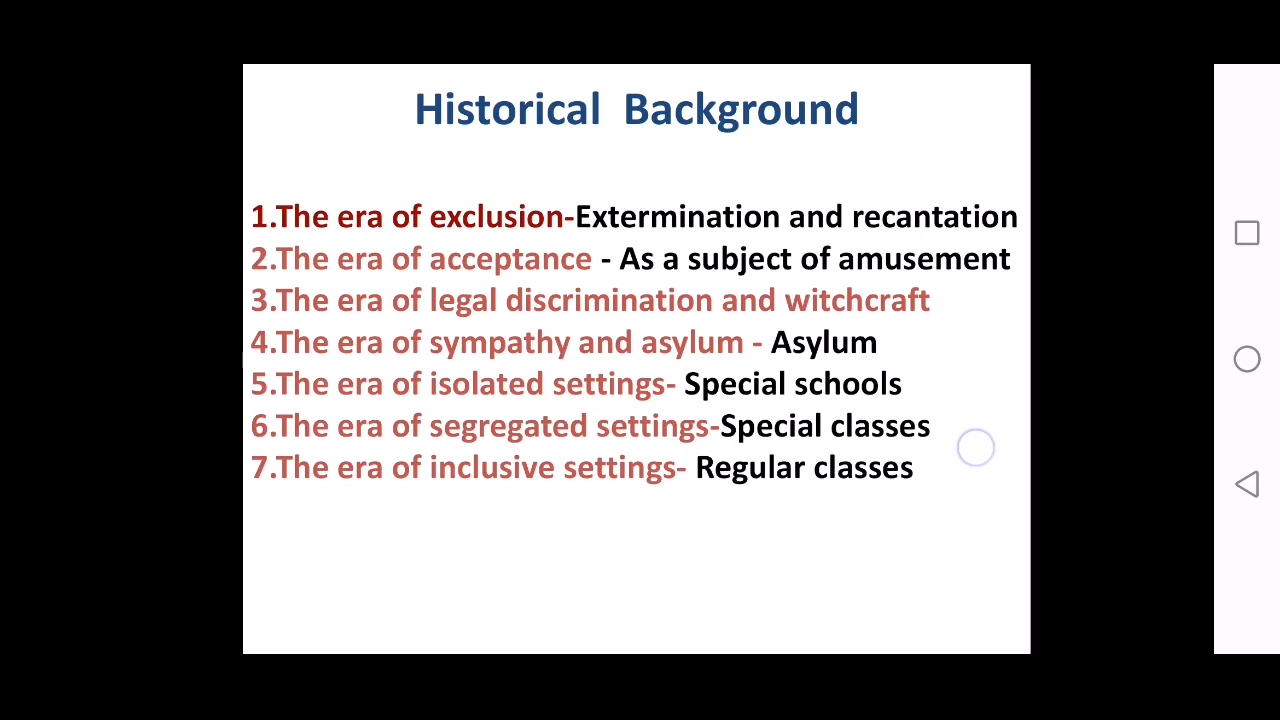 Historical Background
1.The era of exclusion-Extermination and recantation
2.The era of acceptance - As a subject of amusement
3.The era of legal discrimination and witchcraft
4.The era of sympathy and asylum - Asylum
5.The era of isolated settings- Special schools
6.The era of segregated settings-Special classes
7.The era of inclusive settings- Regular classes